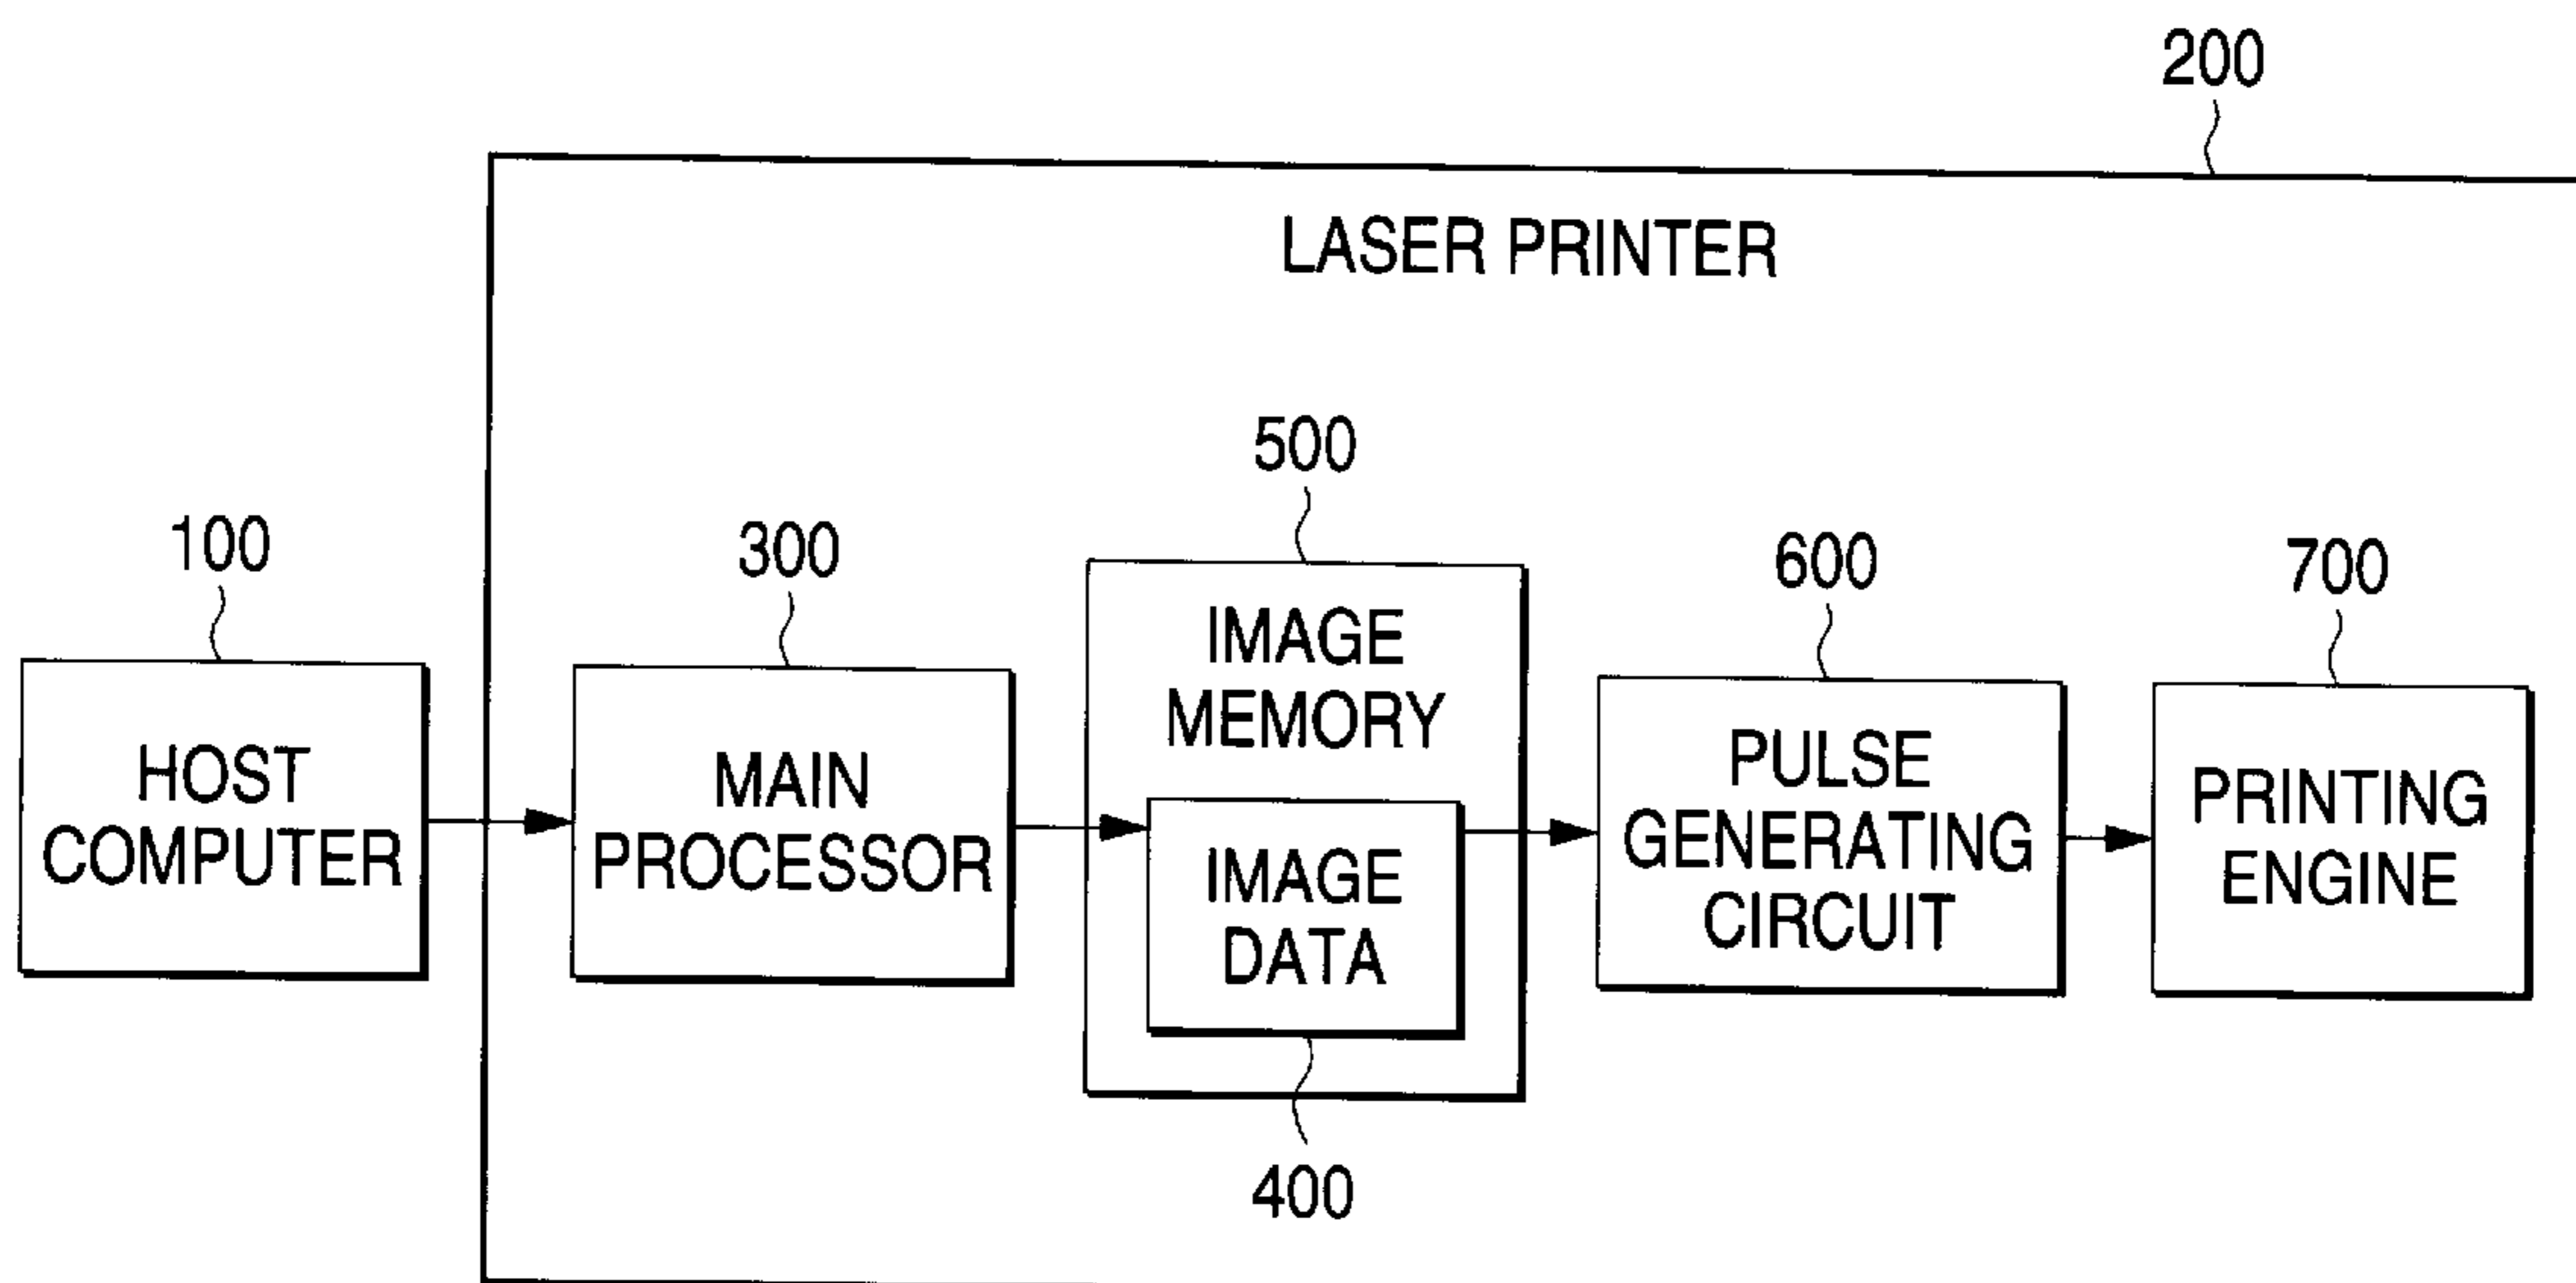 200
LASER PRINTER
500
100
300
600
700
IMAGE
MEMORY
HOST
COMPUTER
MAIN
PROCESSOR
IMAGE
DATA
PULSE
GENERATING
CIRCUIT
PRINTING
ENGINE
400